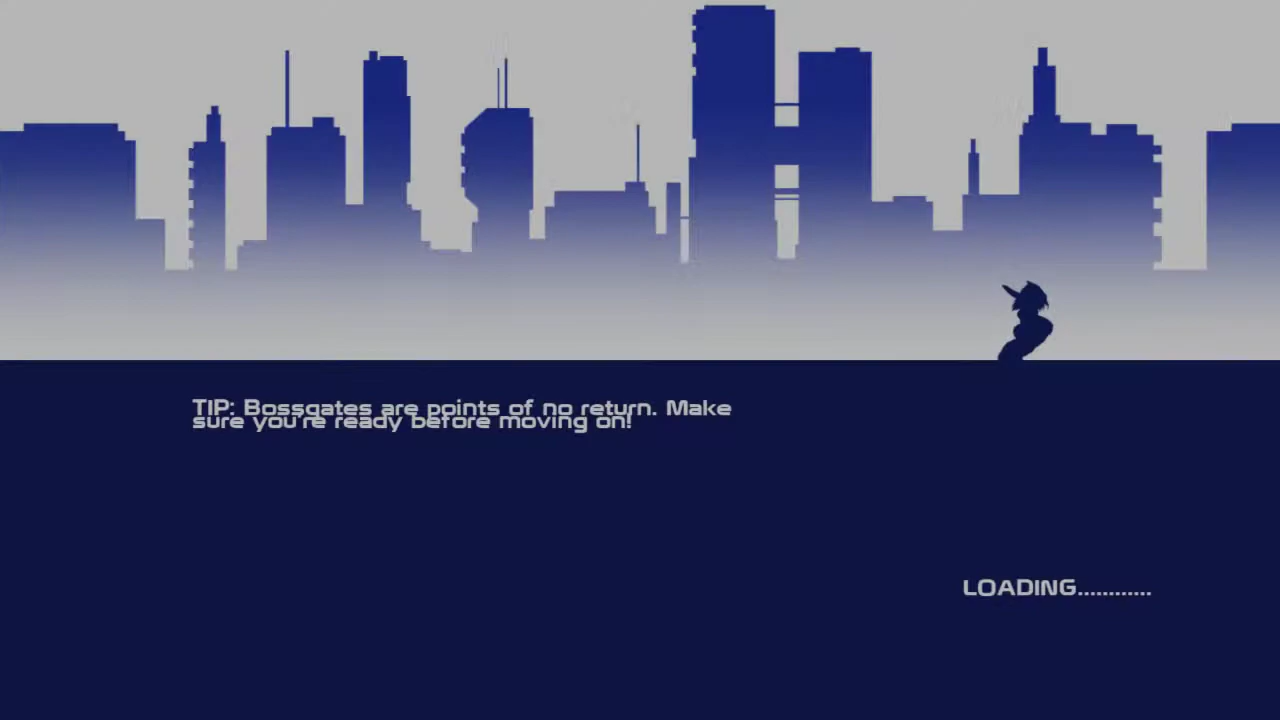 TIP: Bossgates are points of no return. Make
sure you're ready before moving on!
LOADING............